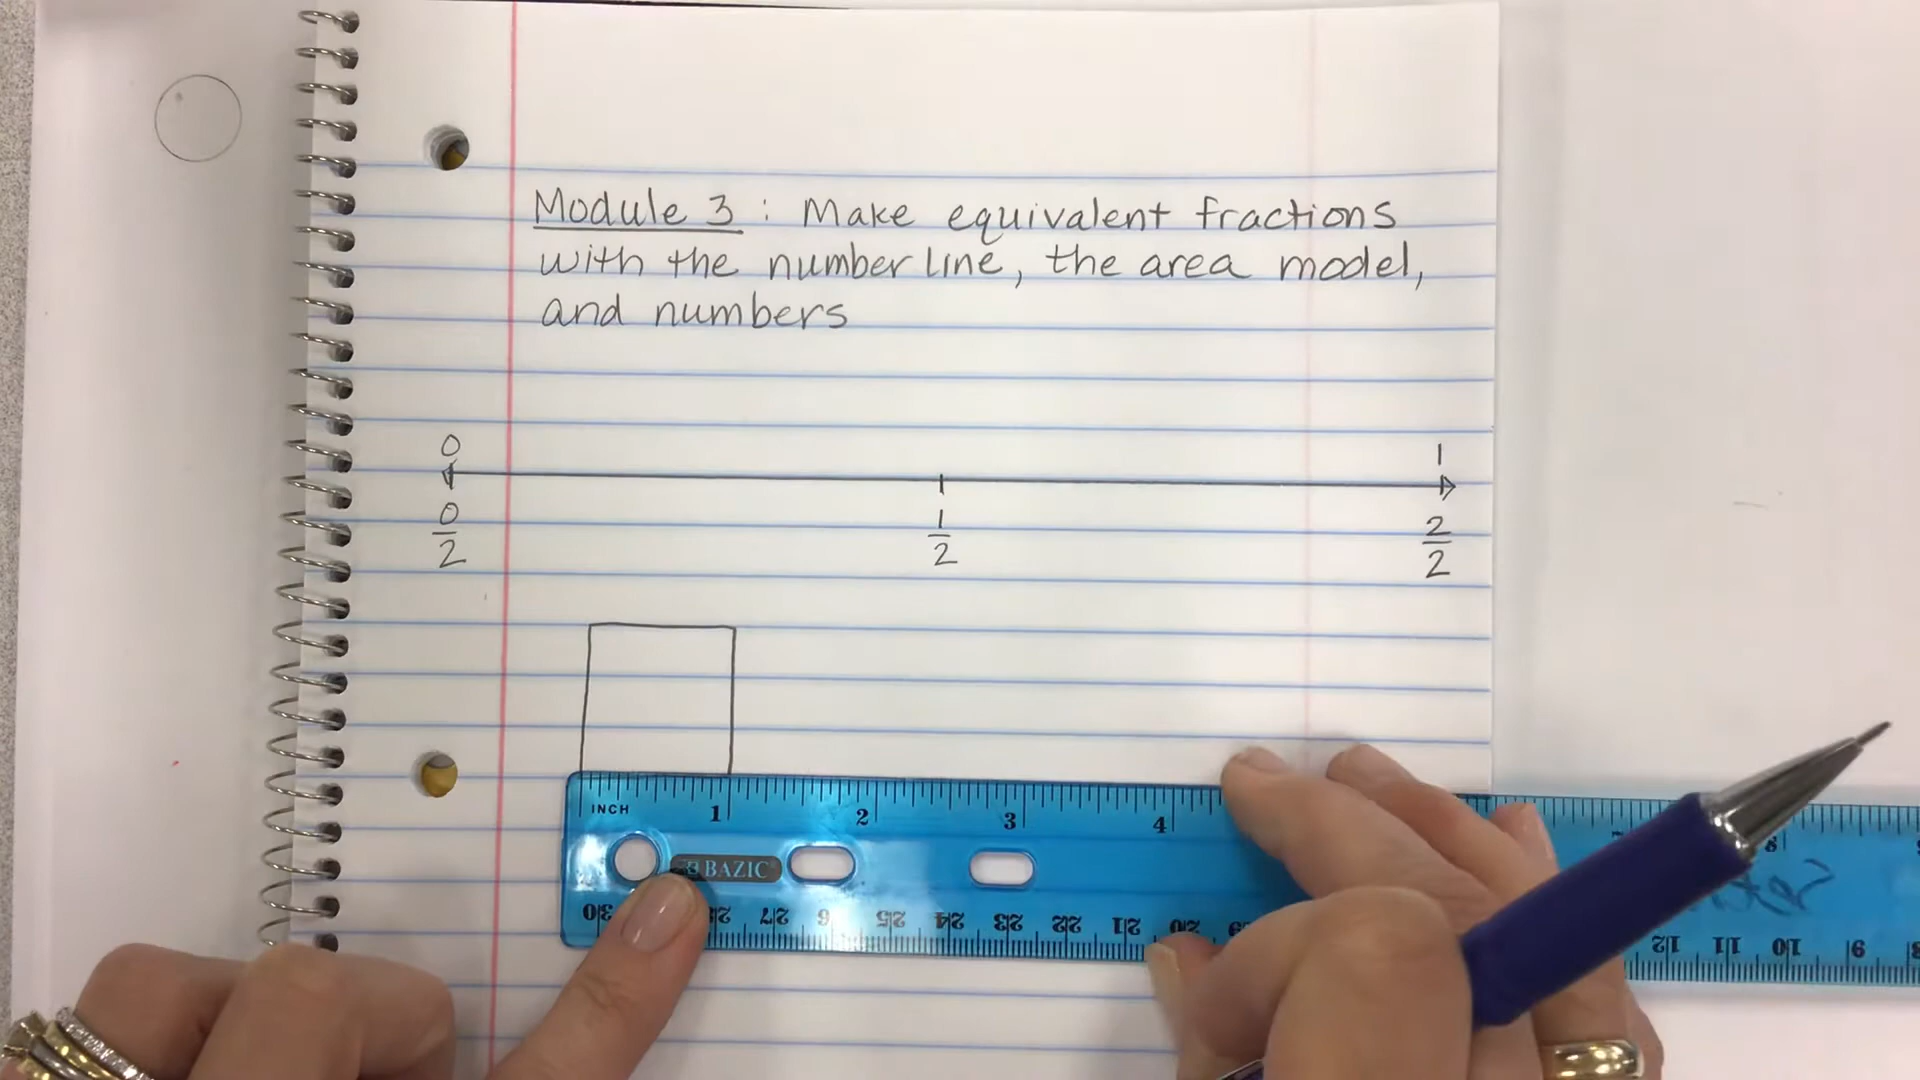 Module 3 : Make equivalent fractions
with the number line, the area model,
and numbers
0 1
0/2 1/2 2/2
INCH 1 2 3 4
BAZIC
30 27 25 24 23 22 21 20 12 11 10 9